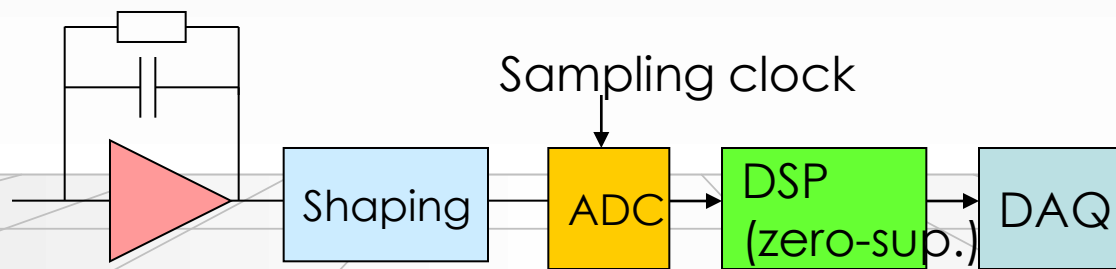 Sampling clock
Shaping
ADC
DSP
(zero-sup.)
DAQ